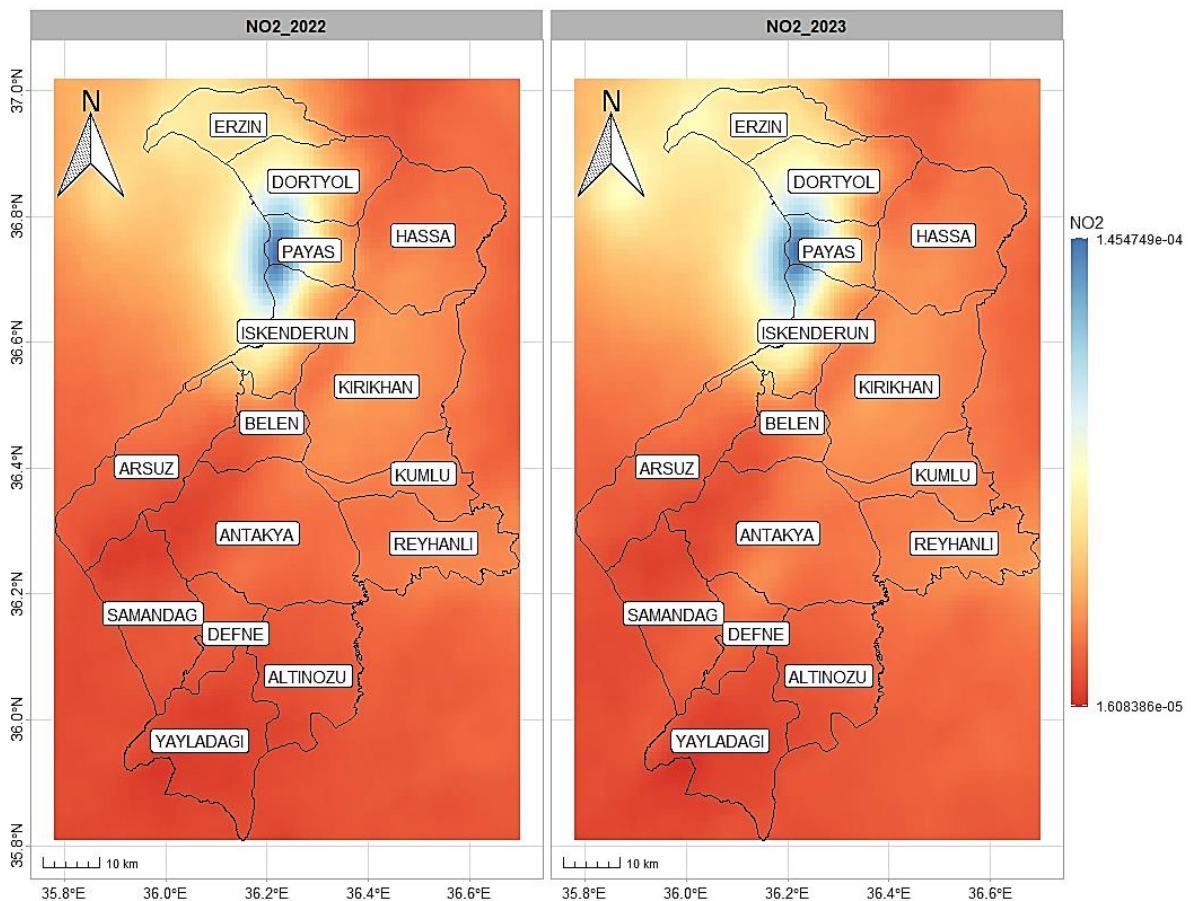 NO2_2022
NO2_2023
37.0°N
36.8°N
36.6°N
36.4°N
36.2°N
36.0°N
35.8°N
N
ERZIN
DORTYOL
HASSA
PAYAS
ISKENDERUN
KIRIKHAN
BELEN
ARSUZ
KUMLU
ANTAKYA
REYHANLI
SAMANDAG
DEFNE
ALTINOZU
YAYLADAGI
10 km
35.8°E
36.0°E
36.2°E
36.4°E
36.6°E
N
ERZIN
DORTYOL
HASSA
PAYAS
ISKENDERUN
KIRIKHAN
BELEN
ARSUZ
KUMLU
ANTAKYA
REYHANLI
SAMANDAG
DEFNE
ALTINOZU
YAYLADAGI
10 km
35.8°E
36.0°E
36.2°E
36.4°E
36.6°E
NO2
1.454749e-04
1.608386e-05